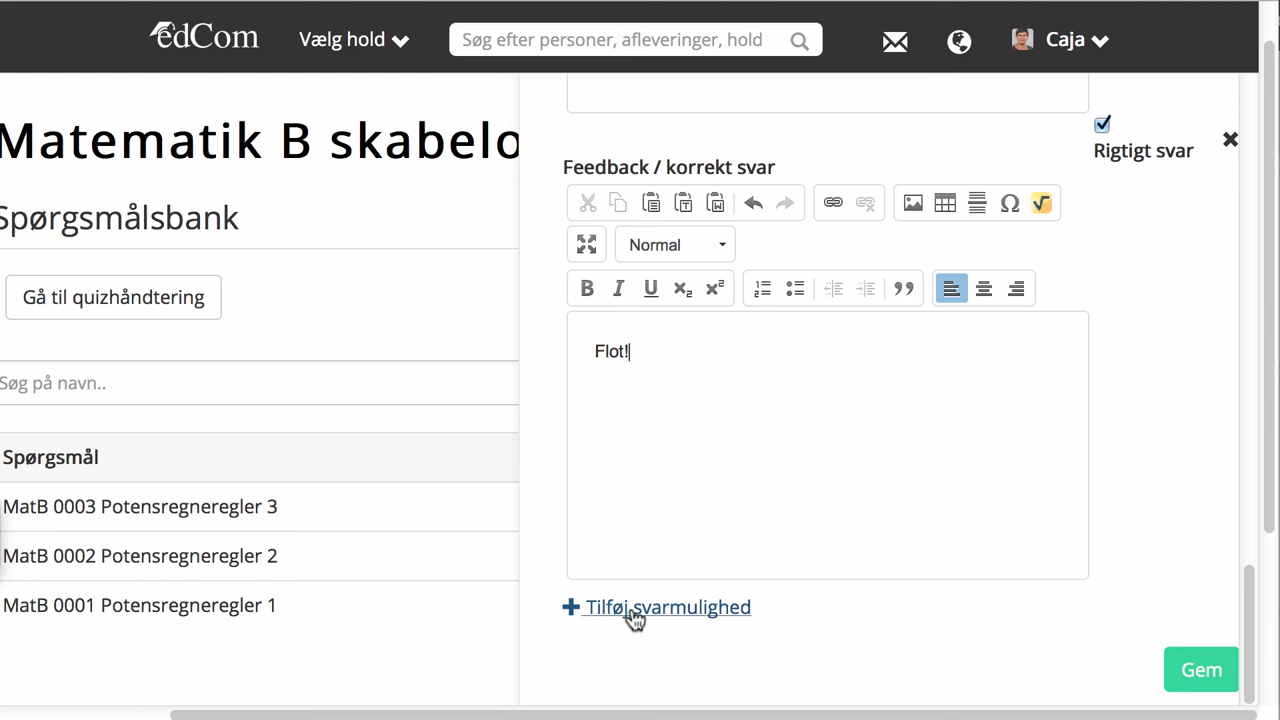 edCom
Vælg hold
Søg efter personer, afleveringer, hold
Caja
Matematik B skabelo
Spørgsmålsbank
Gå til quizhåndtering
Søg på navn..
Spørgsmål
MatB 0003 Potensregneregler 3
MatB 0002 Potensregneregler 2
MatB 0001 Potensregneregler 1
Rigtigt svar
Feedback / korrekt svar
Normal
Flot!
Tilføj svarmulighed
Gem